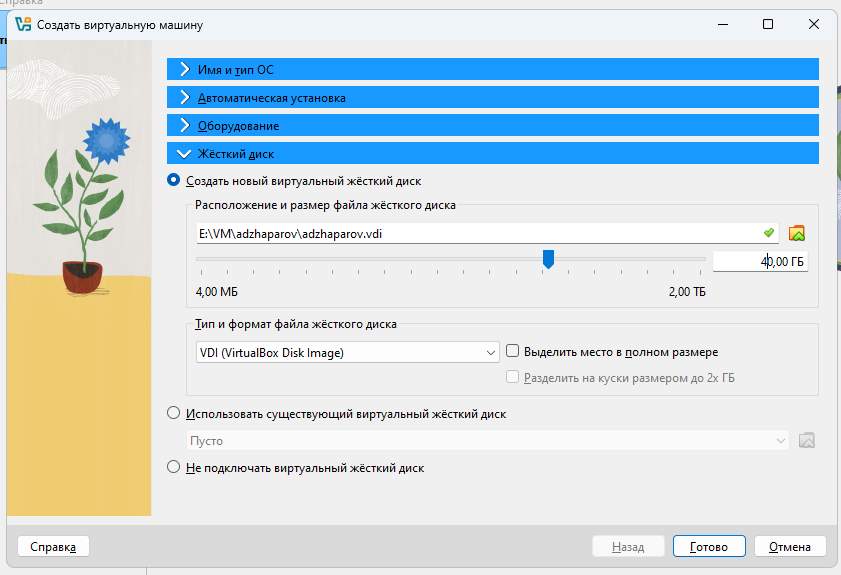 Справка
Создать виртуальную машину
Имя и тип ОС
Автоматическая установка
Оборудование
Жёсткий диск
Создать новый виртуальный жёсткий диск
Расположение и размер файла жёсткого диска
E:\VM\adzhaparov\adzhaparov.vdi
40,00 ГБ
4,00 МБ
2,00 ТБ
Тип и формат файла жёсткого диска
VDI (VirtualBox Disk Image)
Выделить место в полном размере
Разделить на куски размером до 2х ГБ
Использовать существующий виртуальный жёсткий диск
Пусто
Не подключать виртуальный жёсткий диск
Справка
Назад
Готово
Отмена